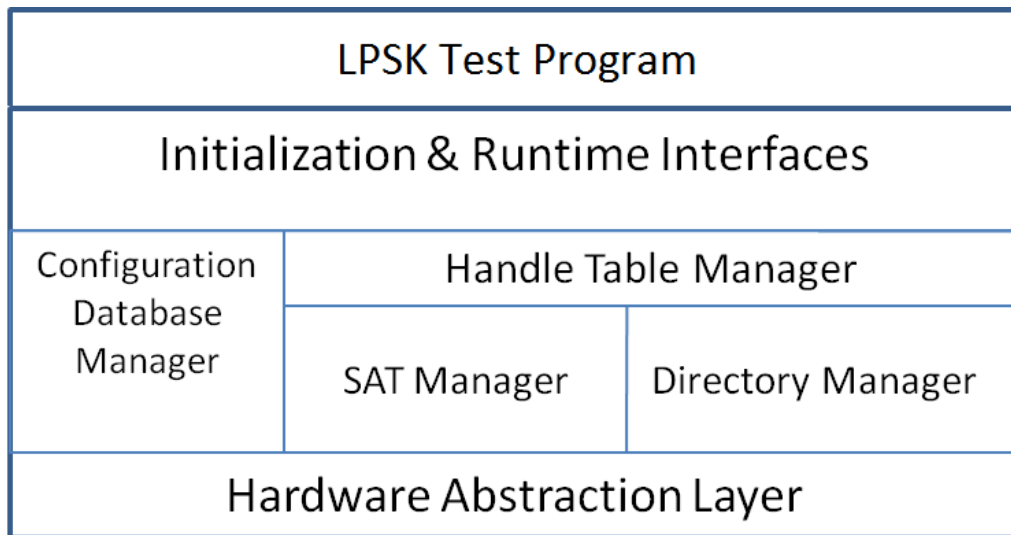 LPSK Test Program
Initialization & Runtime Interfaces
Configuration
Database
Manager
Handle Table Manager
SAT Manager
Directory Manager
Hardware Abstraction Layer